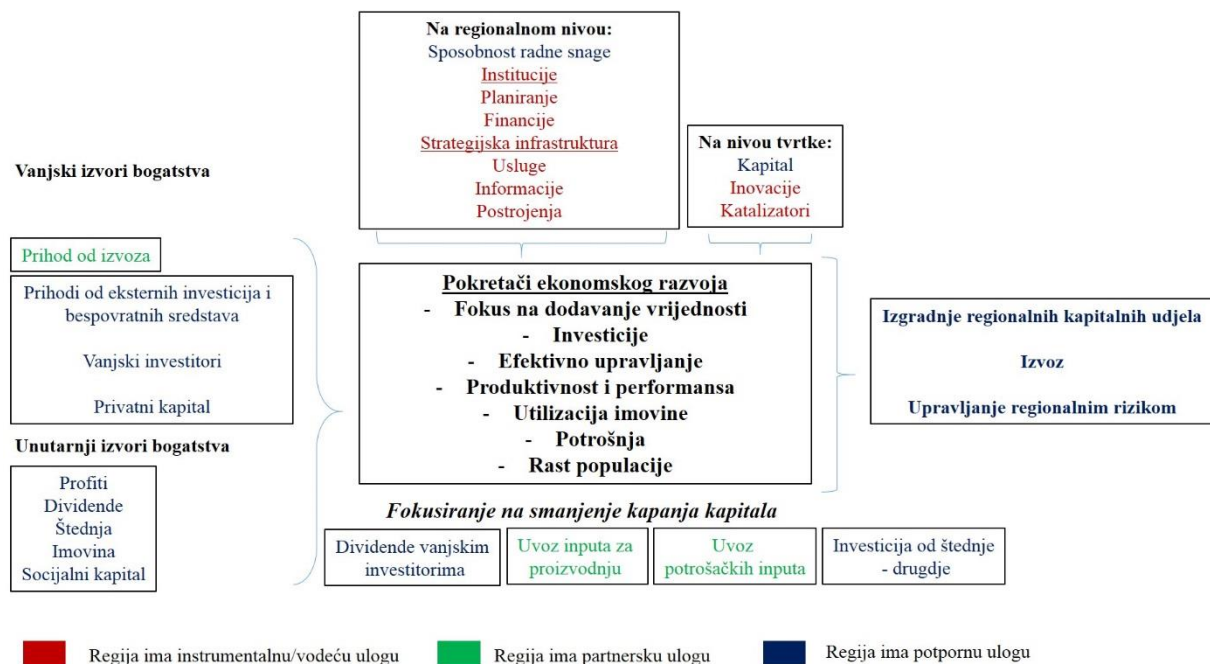 Na regionalnom nivou:
Sposobnost radne snage
Institucije
Planiranje
Financije
Strategijska infrastruktura
Usluge
Informacije
Postrojenja
Na nivou tvrtke:
Kapital
Inovacije
Katalizatori
Vanjski izvori bogatstva
Prihod od izvoza
Prihodi od eksternih investicija i
bespovratnih sredstava
Vanjski investitori
Privatni kapital
Unutarnji izvori bogatstva
Profiti
Dividende
Štednja
Imovina
Socijalni kapital
Pokretači ekonomskog razvoja
- Fokus na dodavanje vrijednosti
- Investicije
- Efektivno upravljanje
- Produktivnost i performansa
- Utilizacija imovine
- Potrošnja
- Rast populacije
Izgradnje regionalnih kapitalnih udjela
Izvoz
Upravljanje regionalnim rizikom
Fokusiranje na smanjenje kapanja kapitala
Dividende vanjskim
investitorima
Uvoz inputa za
proizvodnju
Uvoz
potrošačkih inputa
Investicija od štednje
- drugdje
Regija ima instrumentalnu/vodeću ulogu
Regija ima partnersku ulogu
Regija ima potpornu ulogu